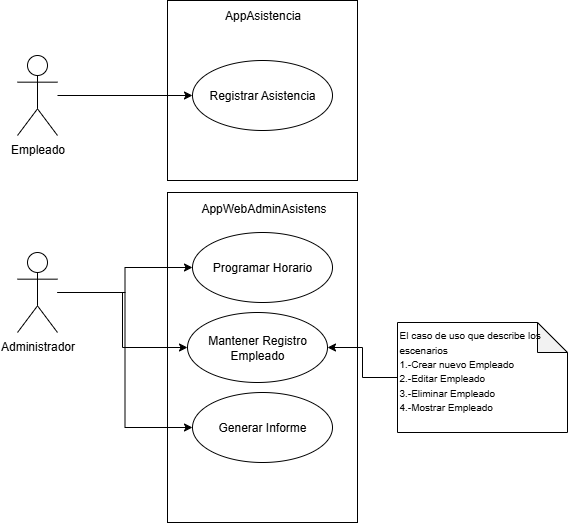 AppAsistencia
Registrar Asistencia
Empleado
AppWebAdminAsistens
Programar Horario
Administrador
Mantener Registro
Empleado
Generar Informe
El caso de uso que describe los
escenarios
1.-Crear nuevo Empleado
2.-Editar Empleado
3.-Eliminar Empleado
4.-Mostrar Empleado